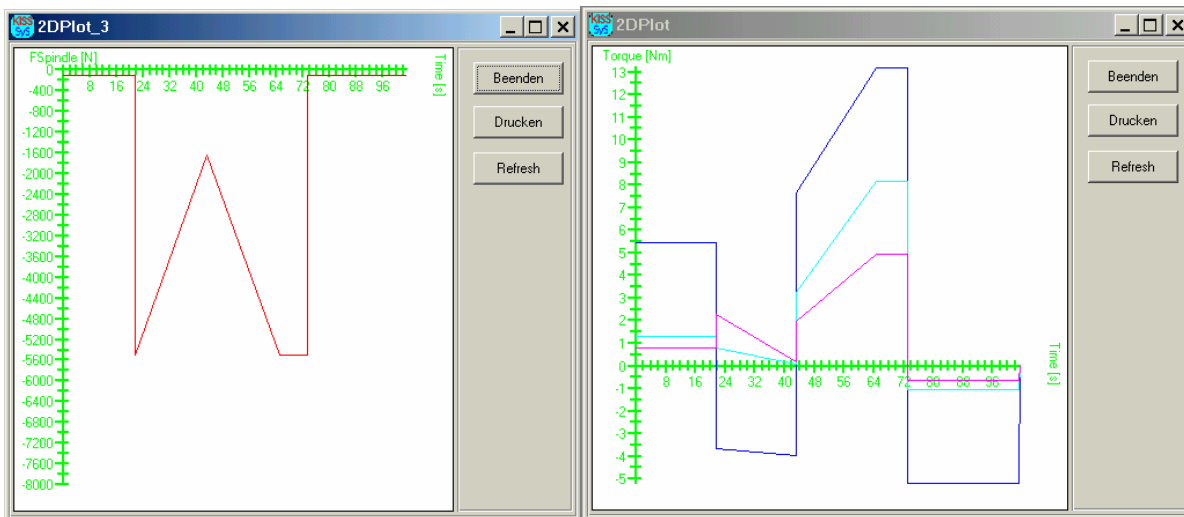 KISS SyS 2DPlot_3
FSpindle [N]
Time [s]
0
8 16 24 32 40 48 56 64 72 80 88 96
-400
-800
-1200
-1600
-2000
-2400
-2800
-3200
-3600
-4000
-4400
-4800
-5200
-5600
-6000
-6400
-6800
-7200
-7600
-8000
Beenden
Drucken
Refresh
KISS SyS 2DPlot
Torque [Nm]
13
12
11
10
9
8
7
6
5
4
3
2
1
0
8 16 24 32 40 48 56 64 72 80 88 96
Time [s]
-1
-2
-3
-4
-5
Beenden
Drucken
Refresh